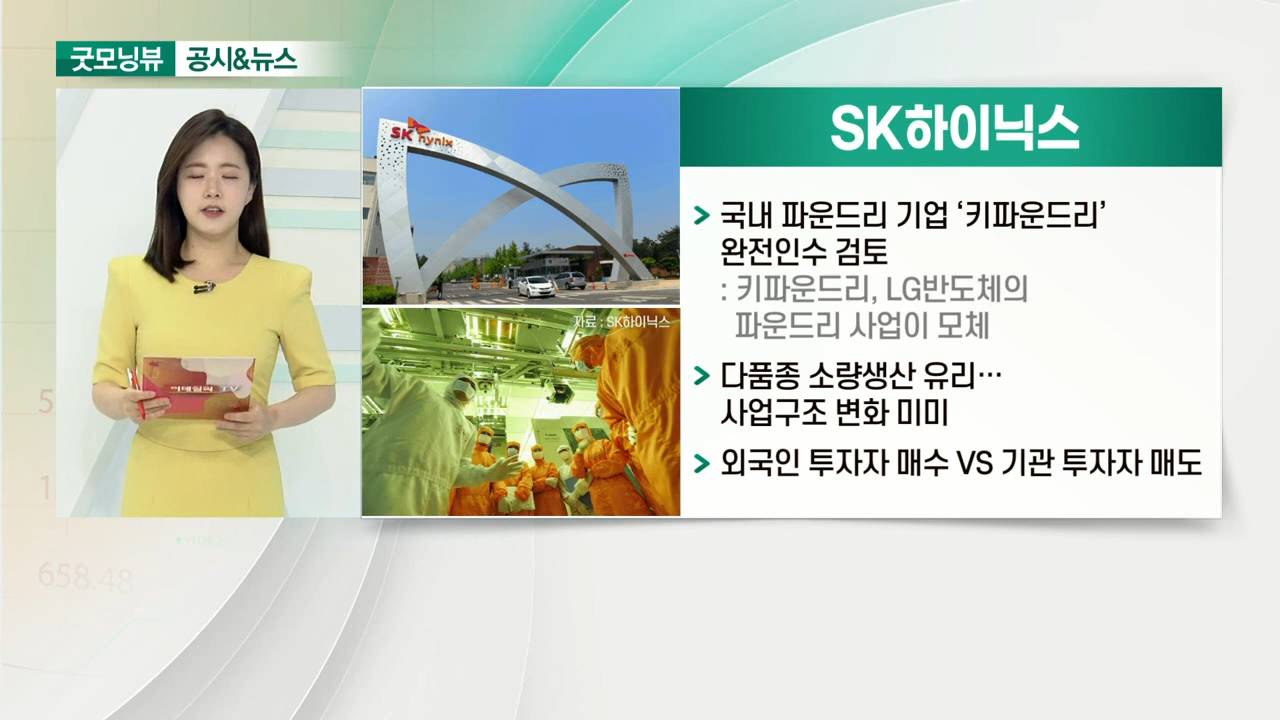 굿모닝뷰 공시&뉴스
SK하이닉스
SK hynix
자료 : SK하이닉스
국내 파운드리 기업 ‘키파운드리’
완전인수 검토
: 키파운드리, LG반도체의
파운드리 사업이 모체
다품종 소량생산 유리…
사업구조 변화 미미
외국인 투자자 매수 VS 기관 투자자 매도
이데일리 TV
658.48